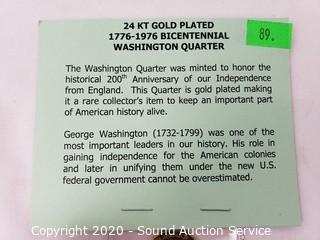 24 KT GOLD PLATED
1776-1976 BICENTENNIAL
WASHINGTON QUARTER
89.
The Washington Quarter was minted to honor the
historical 200th Anniversary of our Independence
from England. This Quarter is gold plated making
it a rare collector's item to keep an important part
of American history alive.
George Washington (1732-1799) was one of the
most important leaders in our history. His role in
gaining independence for the American colonies
and later in unifying them under the new U.S.
federal government cannot be overestimated.
Copyright 2020 - Sound Auction Service